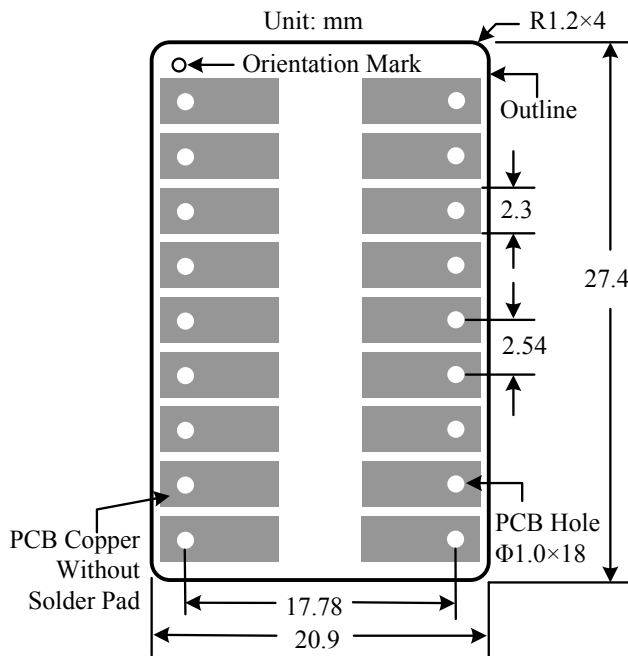 Unit: mm
R1.2×4
Orientation Mark
Outline
2.3
27.4
2.54
PCB Copper
Without
Solder Pad
PCB Hole
Φ1.0×18
17.78
20.9